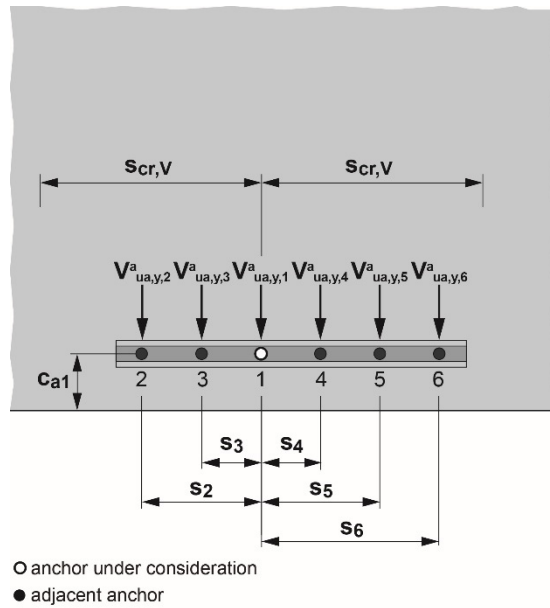 scr,V scr,V
Vᵃua,y,2 Vᵃua,y,3 Vᵃua,y,1 Vᵃua,y,4 Vᵃua,y,5 Vᵃua,y,6
ca1
2 3 1 4 5 6
s3 s4
s2 s5
s6
anchor under consideration
adjacent anchor